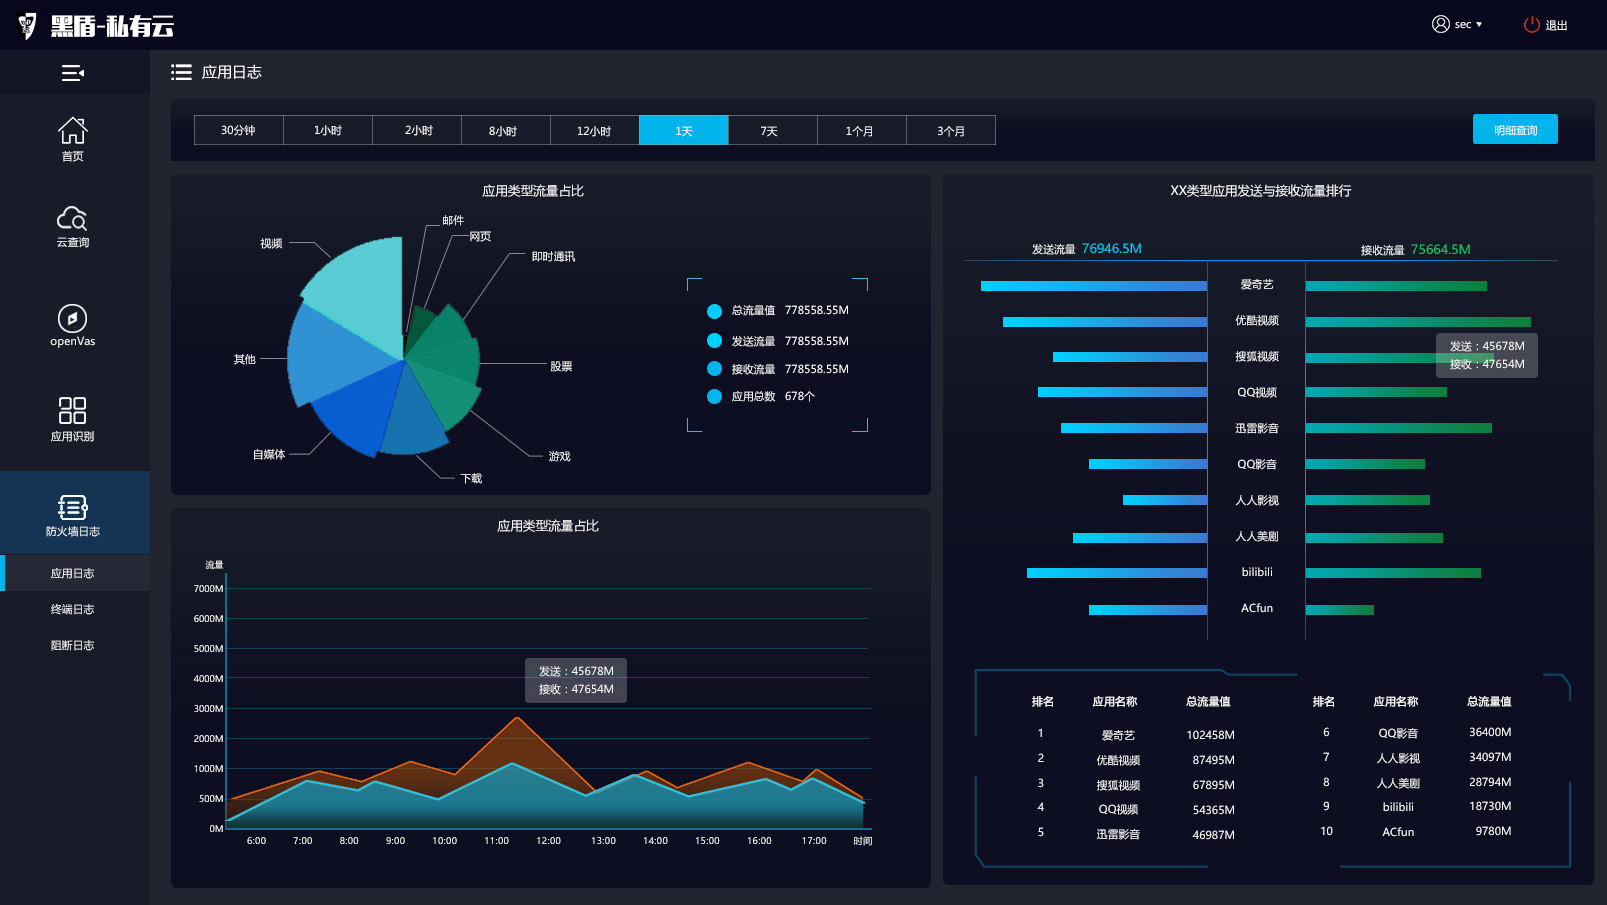 黑盾-私有云
sec
退出
应用日志
首页
云查询
openVas
应用识别
防火墙日志
应用日志
终端日志
阻断日志
30分钟 1小时 2小时 8小时 12小时 1天 7天 1个月 3个月
明细查询
应用类型流量占比
邮件
网页
即时通讯
视频
其他
股票
自媒体
游戏
下载
总流量值 778558.55M
发送流量 778558.55M
接收流量 778558.55M
应用总数 678个
应用类型流量占比
流量
7000M
6000M
5000M
4000M
3000M
2000M
1000M
500M
0M
发送：45678M
接收：47654M
6:00 7:00 8:00 9:00 10:00 11:00 12:00 13:00 14:00 15:00 16:00 17:00 时间
XX类型应用发送与接收流量排行
发送流量 76946.5M
接收流量 75664.5M
爱奇艺
优酷视频
搜狐视频
QQ视频
迅雷影音
QQ影音
人人影视
人人美剧
bilibili
ACfun
发送：45678M
接收：47654M
排名 应用名称 总流量值
1 爱奇艺 102458M
2 优酷视频 87495M
3 搜狐视频 67895M
4 QQ视频 54365M
5 迅雷影音 46987M
排名 应用名称 总流量值
6 QQ影音 36400M
7 人人影视 34097M
8 人人美剧 28794M
9 bilibili 18730M
10 ACfun 9780M